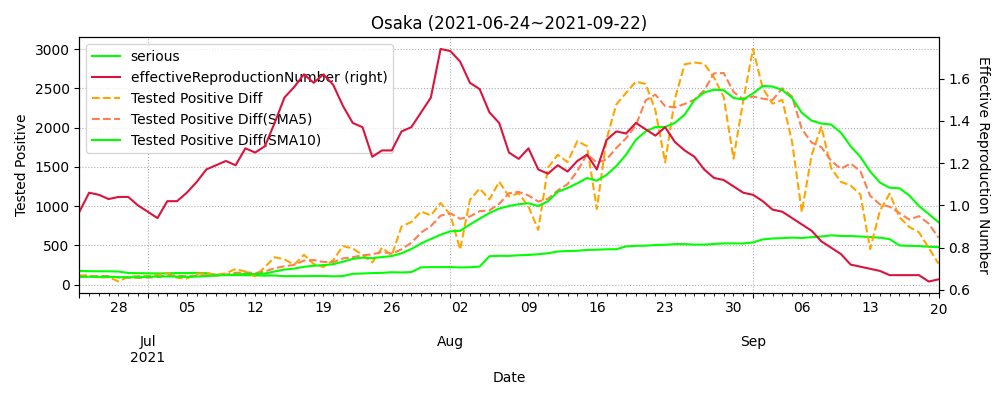 Osaka (2021-06-24~2021-09-22)
serious
effectiveReproductionNumber (right)
Tested Positive Diff
Tested Positive Diff(SMA5)
Tested Positive Diff(SMA10)
Tested Positive
3000
2500
2000
1500
1000
500
0
1.6
1.4
1.2
1.0
0.8
0.6
Effective Reproduction Number
28 05 12 19 26 02 09 16 23 30 06 13 20
Jul Aug Sep
2021
Date